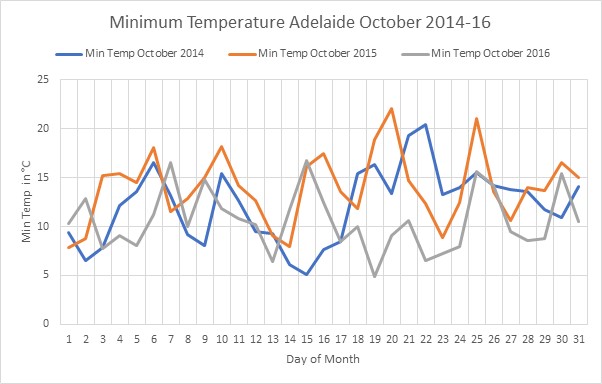 Minimum Temperature Adelaide October 2014-16
Min Temp October 2014 Min Temp October 2015 Min Temp October 2016
25
20
15
10
5
0
Min Temp in °C
1 2 3 4 5 6 7 8 9 10 11 12 13 14 15 16 17 18 19 20 21 22 23 24 25 26 27 28 29 30 31
Day of Month